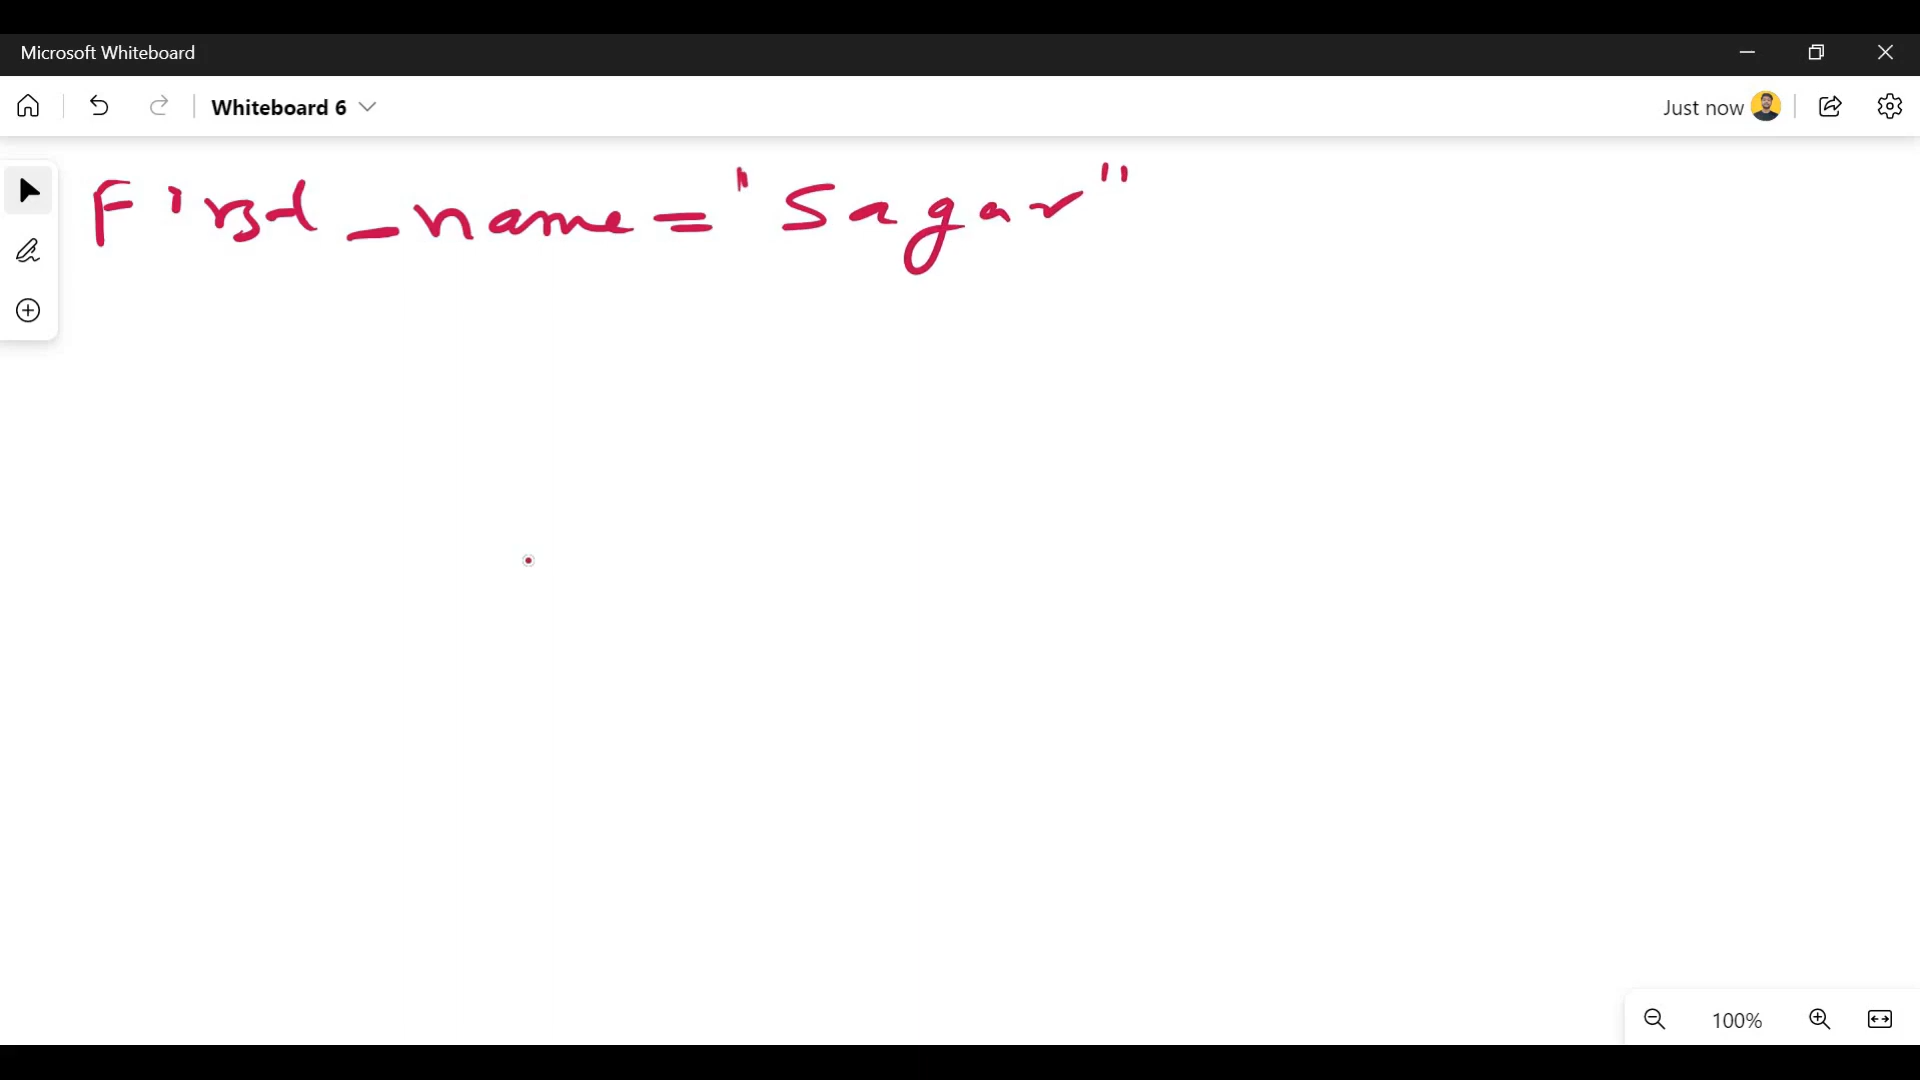 Microsoft Whiteboard
Whiteboard 6
Just now
First_name="Sagar"
100%